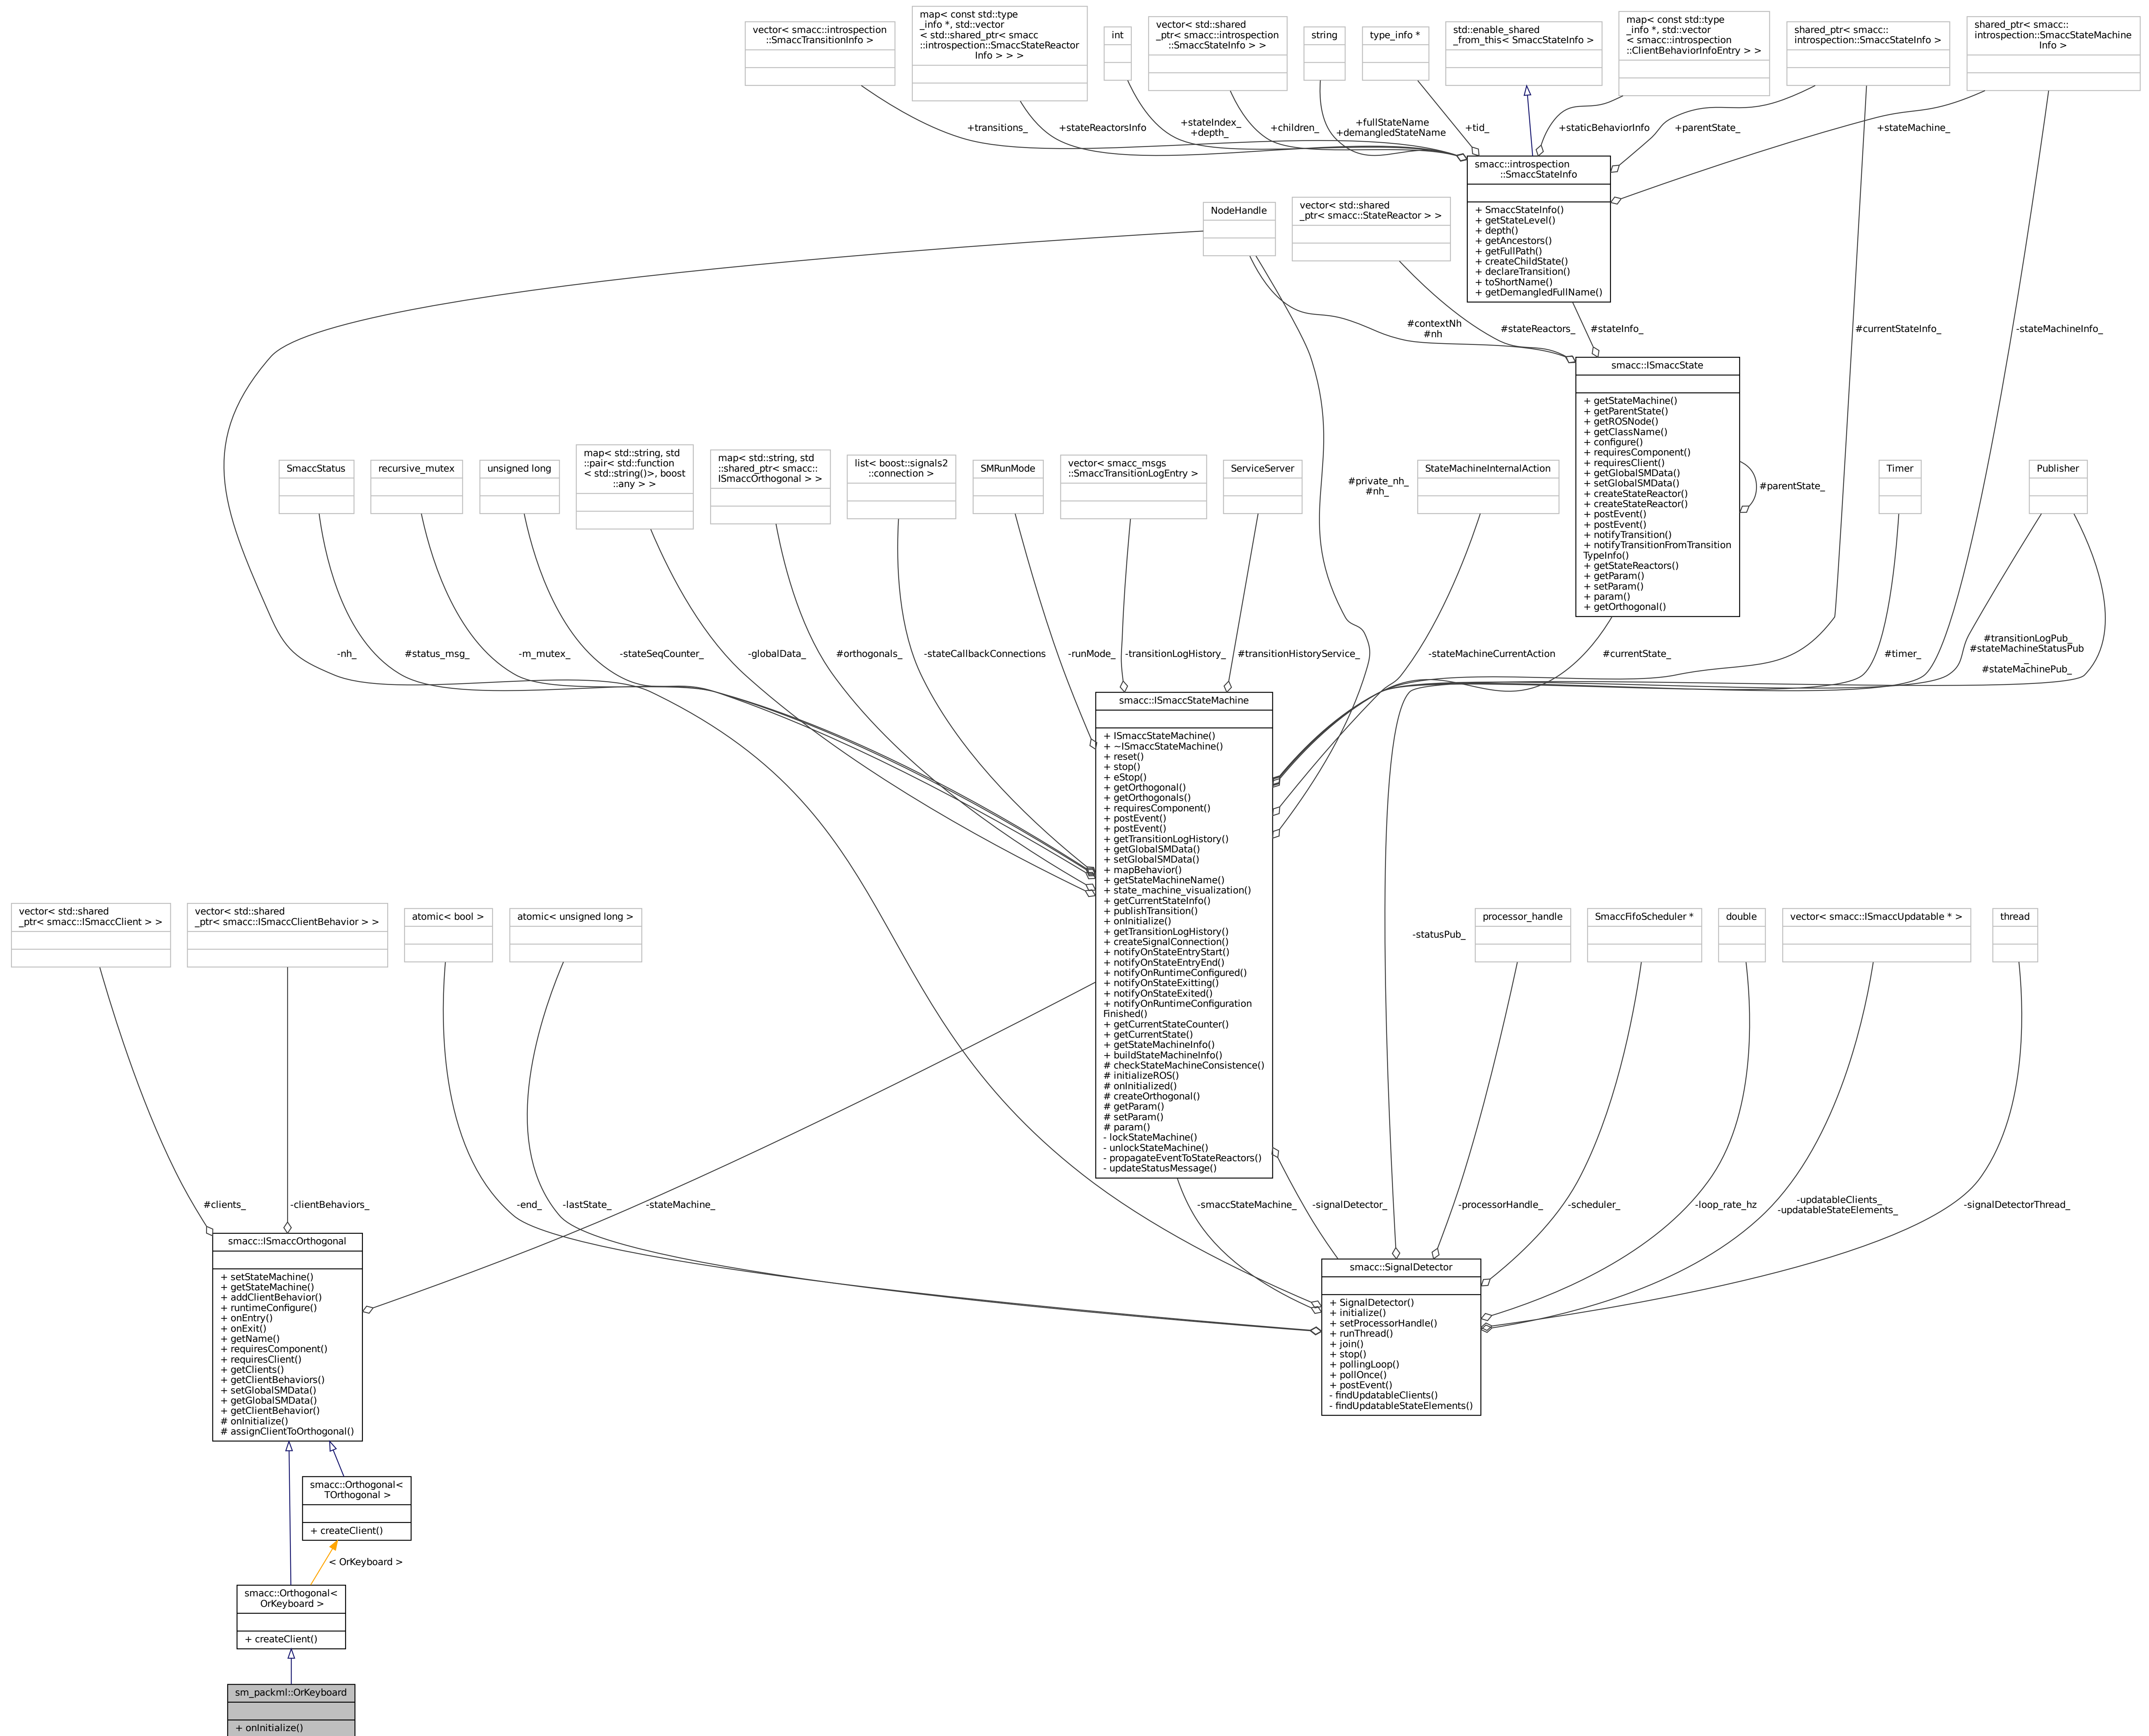 vector< smacc::introspection
::SmaccTransitionInfo >
map< const std::type
_info *, std::vector
< std::shared_ptr< smacc
::introspection::SmaccStateReactor
Info > > >
int
vector< std::shared
_ptr< smacc::introspection
::SmaccStateInfo > >
string
type_info *
std::enable_shared
_from_this< SmaccStateInfo >
map< const std::type
_info *, std::vector
< smacc::introspection
::ClientBehaviorInfoEntry > >
shared_ptr< smacc::
introspection::SmaccStateInfo >
shared_ptr< smacc::
introspection::SmaccStateMachine
Info >
+transitions_
+stateReactorsInfo
+stateIndex_
+depth_
+children_
+fullStateName
+demangledStateName
+tid_
+staticBehaviorInfo
+parentState_
+stateMachine_
smacc::introspection
::SmaccStateInfo
+ SmaccStateInfo()
+ getStateLevel()
+ depth()
+ getAncestors()
+ getFullPath()
+ createChildState()
+ declareTransition()
+ toShortName()
+ getDemangledFullName()
NodeHandle
vector< std::shared
_ptr< smacc::StateReactor > >
#contextNh
#nh
#stateReactors_
#stateInfo_
#currentStateInfo_
-stateMachineInfo_
smacc::ISmaccState
+ getStateMachine()
+ getParentState()
+ getROSNode()
+ getClassName()
+ configure()
+ requiresComponent()
+ requiresClient()
+ getGlobalSMData()
+ setGlobalSMData()
+ createStateReactor()
+ createStateReactor()
+ postEvent()
+ postEvent()
+ notifyTransition()
+ notifyTransitionFromTransition
TypeInfo()
+ getStateReactors()
+ getParam()
+ setParam()
+ param()
+ getOrthogonal()
#parentState_
SmaccStatus
recursive_mutex
unsigned long
map< std::string, std
::pair< std::function
< std::string()>, boost
::any > >
map< std::string, std
::shared_ptr< smacc::
ISmaccOrthogonal > >
list< boost::signals2
::connection >
SMRunMode
vector< smacc_msgs
::SmaccTransitionLogEntry >
ServiceServer
#private_nh_
#nh_
StateMachineInternalAction
Timer
Publisher
-nh_
#status_msg_
-m_mutex_
-stateSeqCounter_
-globalData_
#orthogonals_
-stateCallbackConnections
-runMode_
-transitionLogHistory_
#transitionHistoryService_
-stateMachineCurrentAction
#currentState_
#timer_
#transitionLogPub_
#stateMachineStatusPub
_
#stateMachinePub_
smacc::ISmaccStateMachine
+ ISmaccStateMachine()
+ ~ISmaccStateMachine()
+ reset()
+ stop()
+ eStop()
+ getOrthogonal()
+ getOrthogonals()
+ requiresComponent()
+ postEvent()
+ postEvent()
+ getTransitionLogHistory()
+ getGlobalSMData()
+ setGlobalSMData()
+ mapBehavior()
+ getStateMachineName()
+ state_machine_visualization()
+ getCurrentStateInfo()
+ publishTransition()
+ onInitialize()
+ getTransitionLogHistory()
+ createSignalConnection()
+ notifyOnStateEntryStart()
+ notifyOnStateEntryEnd()
+ notifyOnRuntimeConfigured()
+ notifyOnStateExitting()
+ notifyOnStateExited()
+ notifyOnRuntimeConfiguration
Finished()
+ getCurrentStateCounter()
+ getCurrentState()
+ getStateMachineInfo()
+ buildStateMachineInfo()
# checkStateMachineConsistence()
# initializeROS()
# onInitialized()
# createOrthogonal()
# getParam()
# setParam()
# param()
- lockStateMachine()
- unlockStateMachine()
- propagateEventToStateReactors()
- updateStatusMessage()
vector< std::shared
_ptr< smacc::ISmaccClient > >
vector< std::shared
_ptr< smacc::ISmaccClientBehavior > >
atomic< bool >
atomic< unsigned long >
-statusPub_
processor_handle
SmaccFifoScheduler *
double
vector< smacc::ISmaccUpdatable * >
thread
#clients_
-clientBehaviors_
-end_
-lastState_
-stateMachine_
-smaccStateMachine_
-signalDetector_
-processorHandle_
-scheduler_
-loop_rate_hz
-updatableClients_
-updatableStateElements_
-signalDetectorThread_
smacc::ISmaccOrthogonal
+ setStateMachine()
+ getStateMachine()
+ addClientBehavior()
+ runtimeConfigure()
+ onEntry()
+ onExit()
+ getName()
+ requiresComponent()
+ requiresClient()
+ getClients()
+ getClientBehaviors()
+ setGlobalSMData()
+ getGlobalSMData()
+ getClientBehavior()
# onInitialize()
# assignClientToOrthogonal()
smacc::SignalDetector
+ SignalDetector()
+ initialize()
+ setProcessorHandle()
+ runThread()
+ join()
+ stop()
+ pollingLoop()
+ pollOnce()
+ postEvent()
- findUpdatableClients()
- findUpdatableStateElements()
smacc::Orthogonal<
TOrthogonal >
+ createClient()
< OrKeyboard >
smacc::Orthogonal<
OrKeyboard >
+ createClient()
sm_packml::OrKeyboard
+ onInitialize()